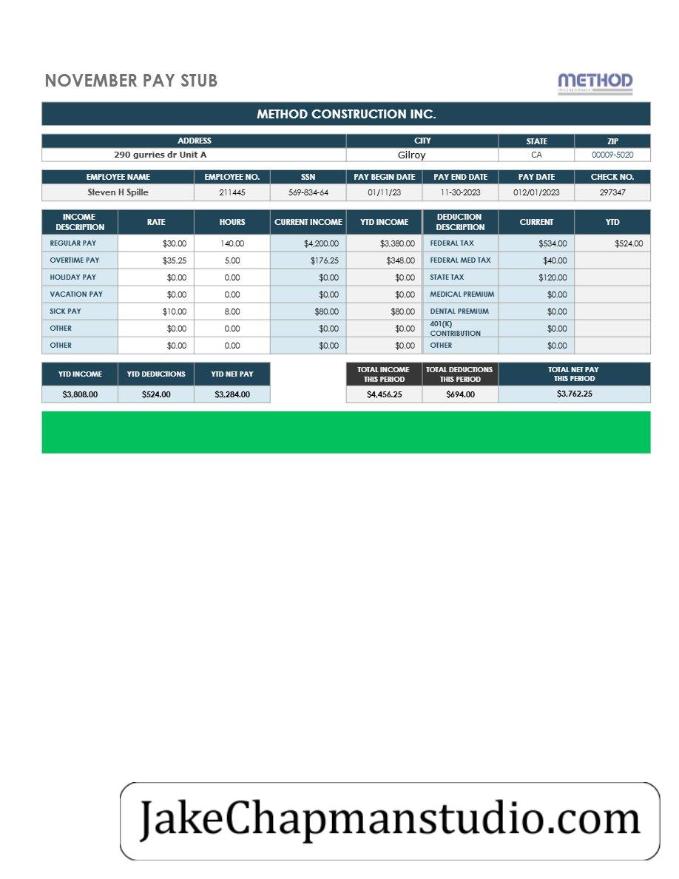 NOVEMBER PAY STUB
METHOD
METHOD CONSTRUCTION INC.
ADDRESS CITY STATE ZIP
290 gurries dr Unit A Gilroy CA 00009-5020
EMPLOYEE NAME EMPLOYEE NO. SSN PAY BEGIN DATE PAY END DATE PAY DATE CHECK NO.
Steven H Spille 211445 569-834-64 01/11/23 11-30-2023 012/01/2023 297347
INCOME DESCRIPTION RATE HOURS CURRENT INCOME YTD INCOME DEDUCTION DESCRIPTION CURRENT YTD
REGULAR PAY $30.00 140.00 $4,200.00 $3,380.00 FEDERAL TAX $534.00 $524.00
OVERTIME PAY $35.25 5.00 $176.25 $348.00 FEDERAL MED TAX $40.00
HOLIDAY PAY $0.00 0.00 $0.00 $0.00 STATE TAX $120.00
VACATION PAY $0.00 0.00 $0.00 $0.00 MEDICAL PREMIUM $0.00
SICK PAY $10.00 8.00 $80.00 $80.00 DENTAL PREMIUM $0.00
OTHER $0.00 0.00 $0.00 $0.00 401(K) CONTRIBUTION $0.00
OTHER $0.00 0.00 $0.00 $0.00 OTHER $0.00
YTD INCOME YTD DEDUCTIONS YTD NET PAY TOTAL INCOME THIS PERIOD TOTAL DEDUCTIONS THIS PERIOD TOTAL NET PAY THIS PERIOD
$3,808.00 $524.00 $3,284.00 $4,456.25 $694.00 $3,762.25
JakeChapmanstudio.com